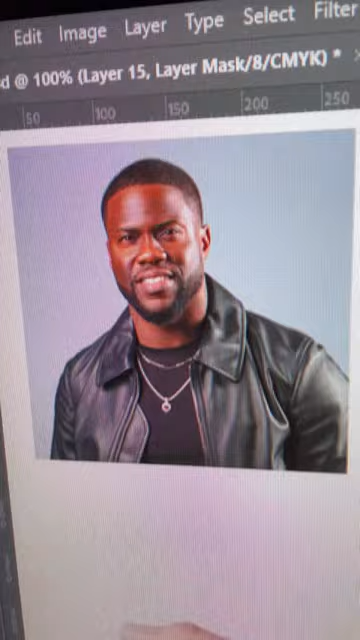 Edit Image Layer Type Select Filter
d @ 100% (Layer 15, Layer Mask/8/CMYK) *
50 100 150 200 250